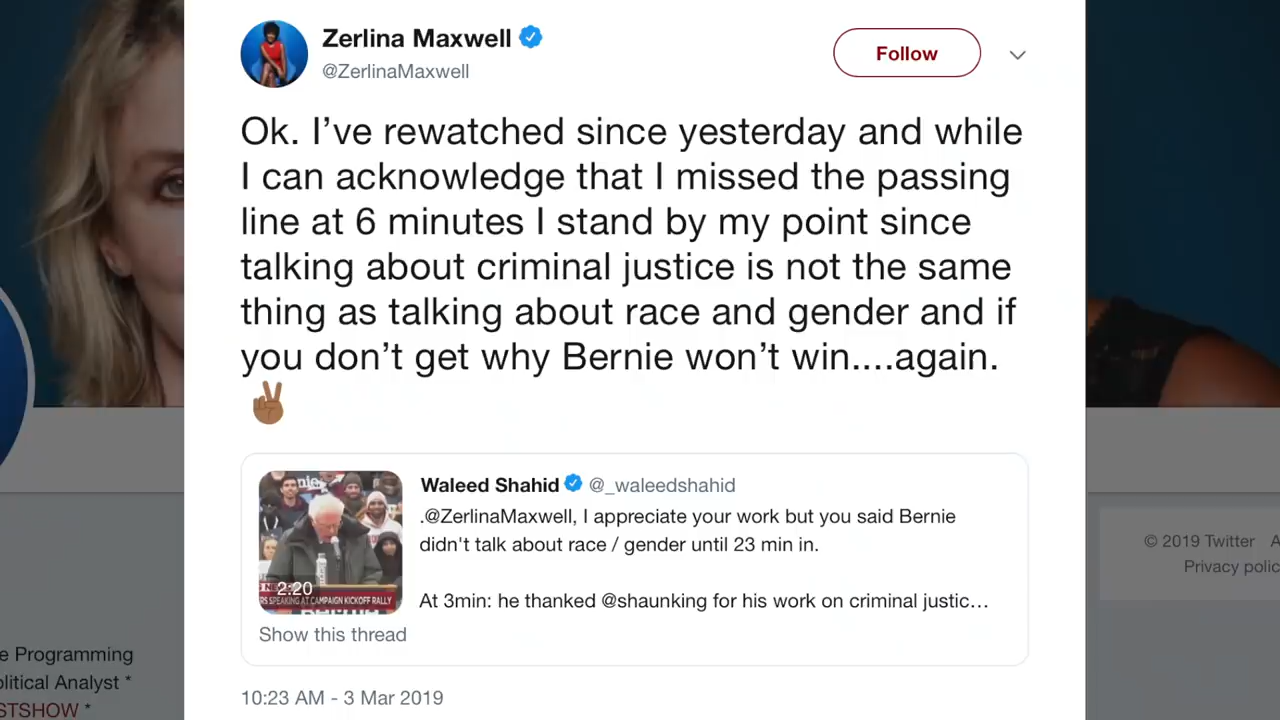 Zerlina Maxwell
@ZerlinaMaxwell
Follow
Ok. I’ve rewatched since yesterday and while
I can acknowledge that I missed the passing
line at 6 minutes I stand by my point since
talking about criminal justice is not the same
thing as talking about race and gender and if
you don’t get why Bernie won’t win....again.
Waleed Shahid @_waleedshahid
.@ZerlinaMaxwell, I appreciate your work but you said Bernie
didn't talk about race / gender until 23 min in.
At 3min: he thanked @shaunking for his work on criminal justic...
2:20
RS SPEAKING AT CAMPAIGN KICKOFF RALLY
Show this thread
10:23 AM - 3 Mar 2019
© 2019 Twitter A
Privacy polic
e Programming
olitical Analyst *
STSHOW *